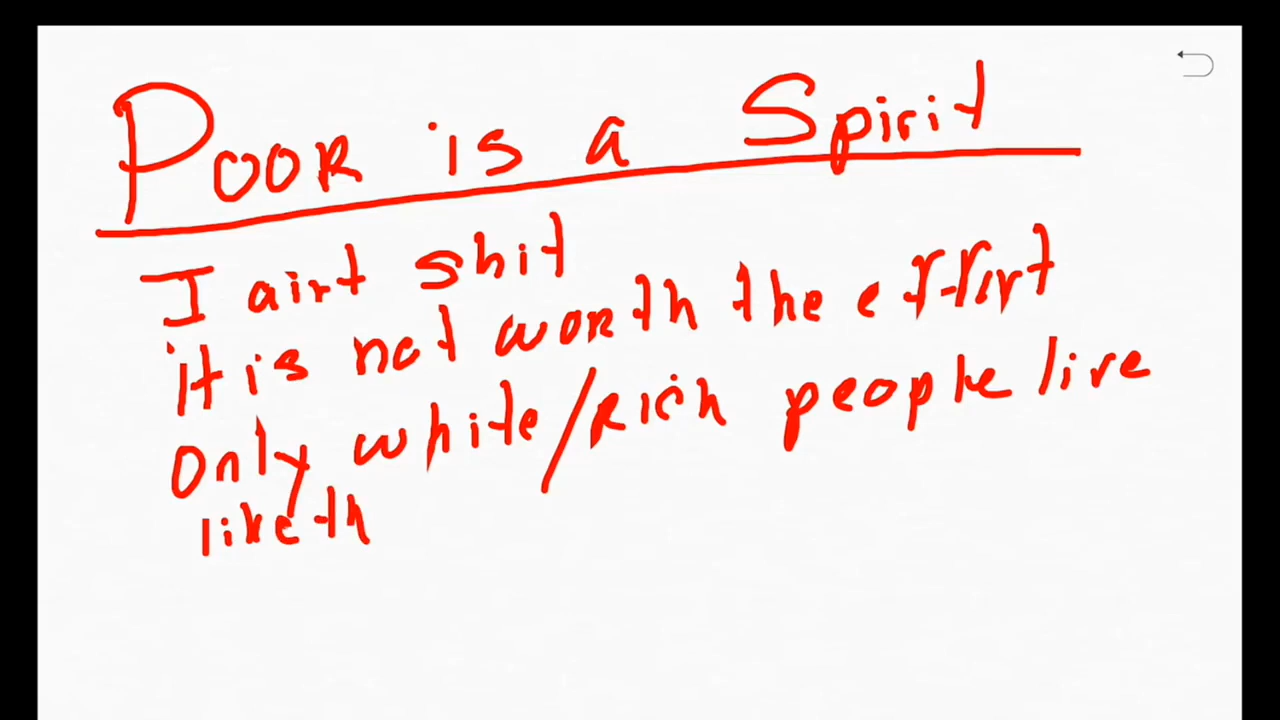 Poor is a Spirit
I aint shit
it is not worth the effort
Only white/Rich people live
like th